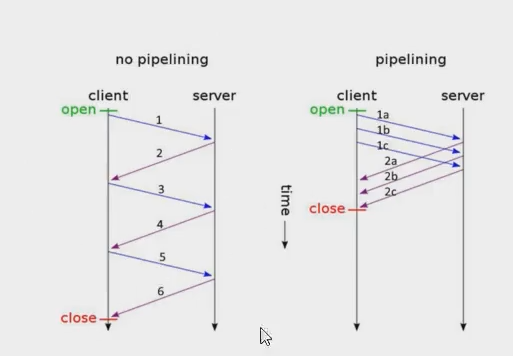 no pipelining
client server
open
1
2
3
4
5
6
close
time
pipelining
client server
open
1a
1b
1c
2a
2b
2c
close